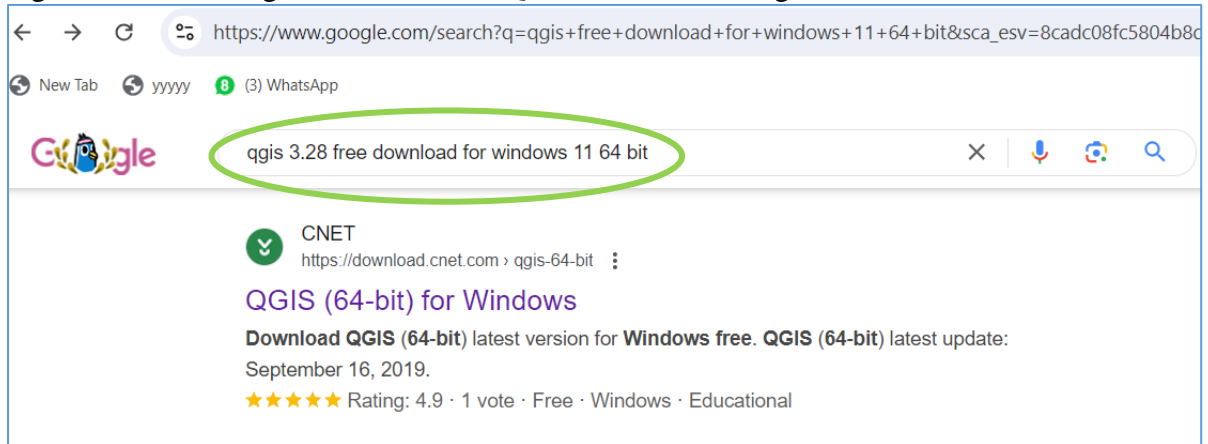 https://www.google.com/search?q=qgis+free+download+for+windows+11+64+bit&sca_esv=8cadc08fc5804b8c
New Tab yyyyy 8 (3) WhatsApp
Google
qgis 3.28 free download for windows 11 64 bit
CNET
https://download.cnet.com › qgis-64-bit
QGIS (64-bit) for Windows
Download QGIS (64-bit) latest version for Windows free. QGIS (64-bit) latest update:
September 16, 2019.
Rating: 4.9 · 1 vote · Free · Windows · Educational